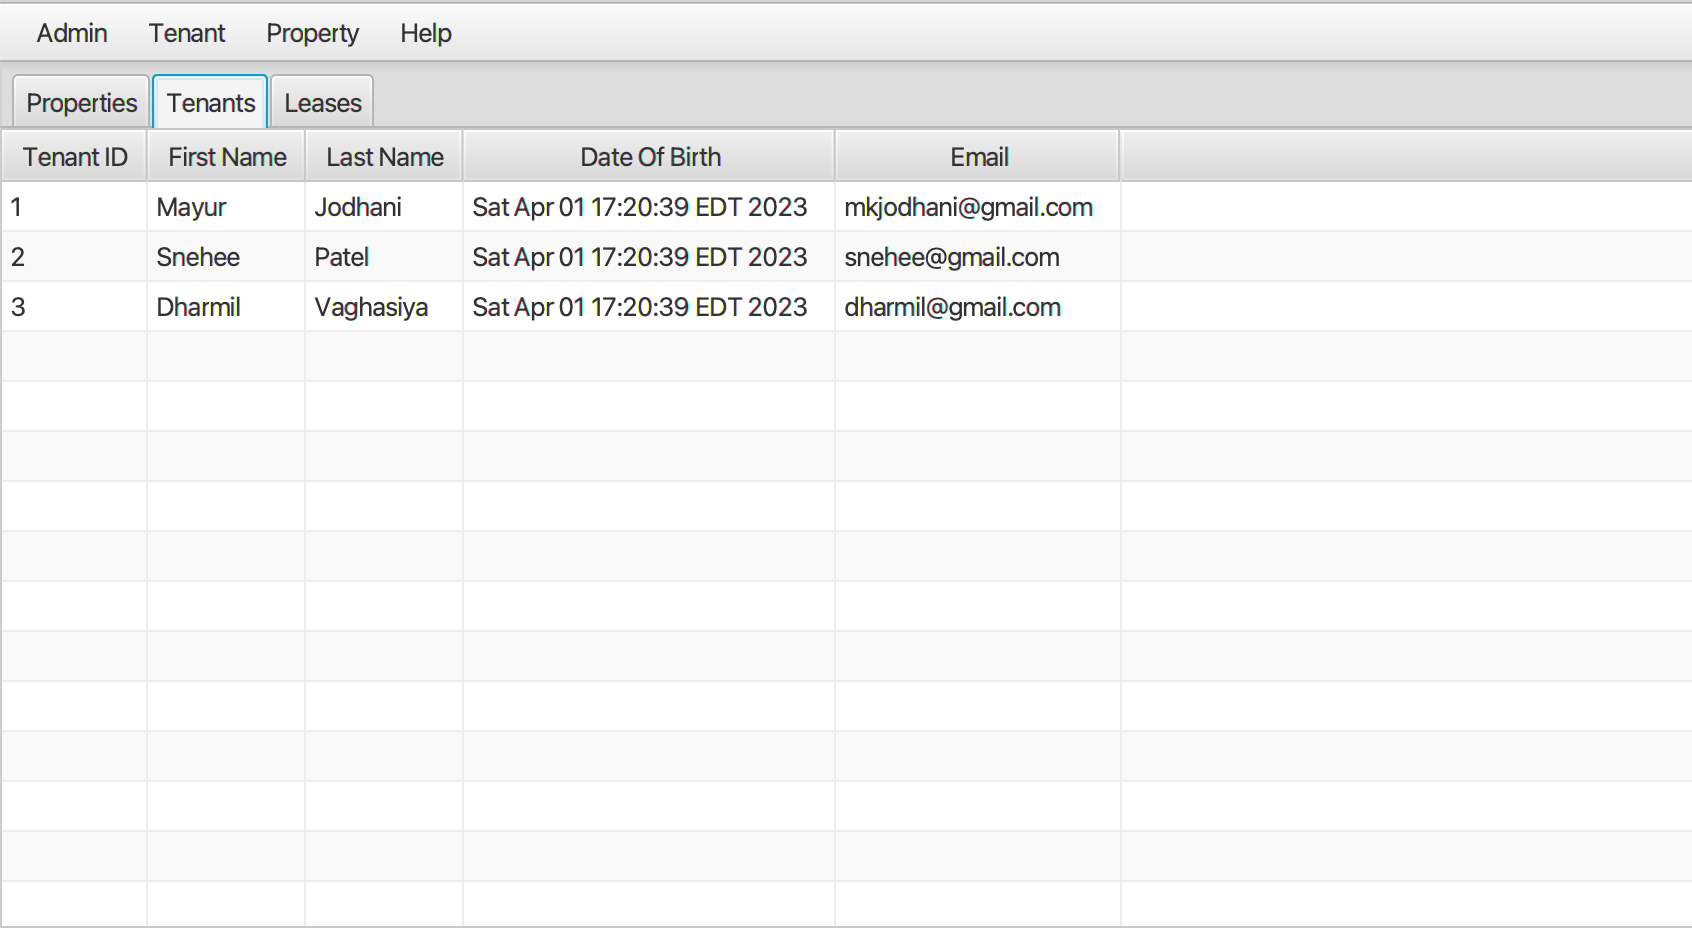 Admin Tenant Property Help
Properties Tenants Leases
Tenant ID First Name Last Name Date Of Birth Email
1 Mayur Jodhani Sat Apr 01 17:20:39 EDT 2023 mkjodhani@gmail.com
2 Snehee Patel Sat Apr 01 17:20:39 EDT 2023 snehee@gmail.com
3 Dharmil Vaghasiya Sat Apr 01 17:20:39 EDT 2023 dharmil@gmail.com